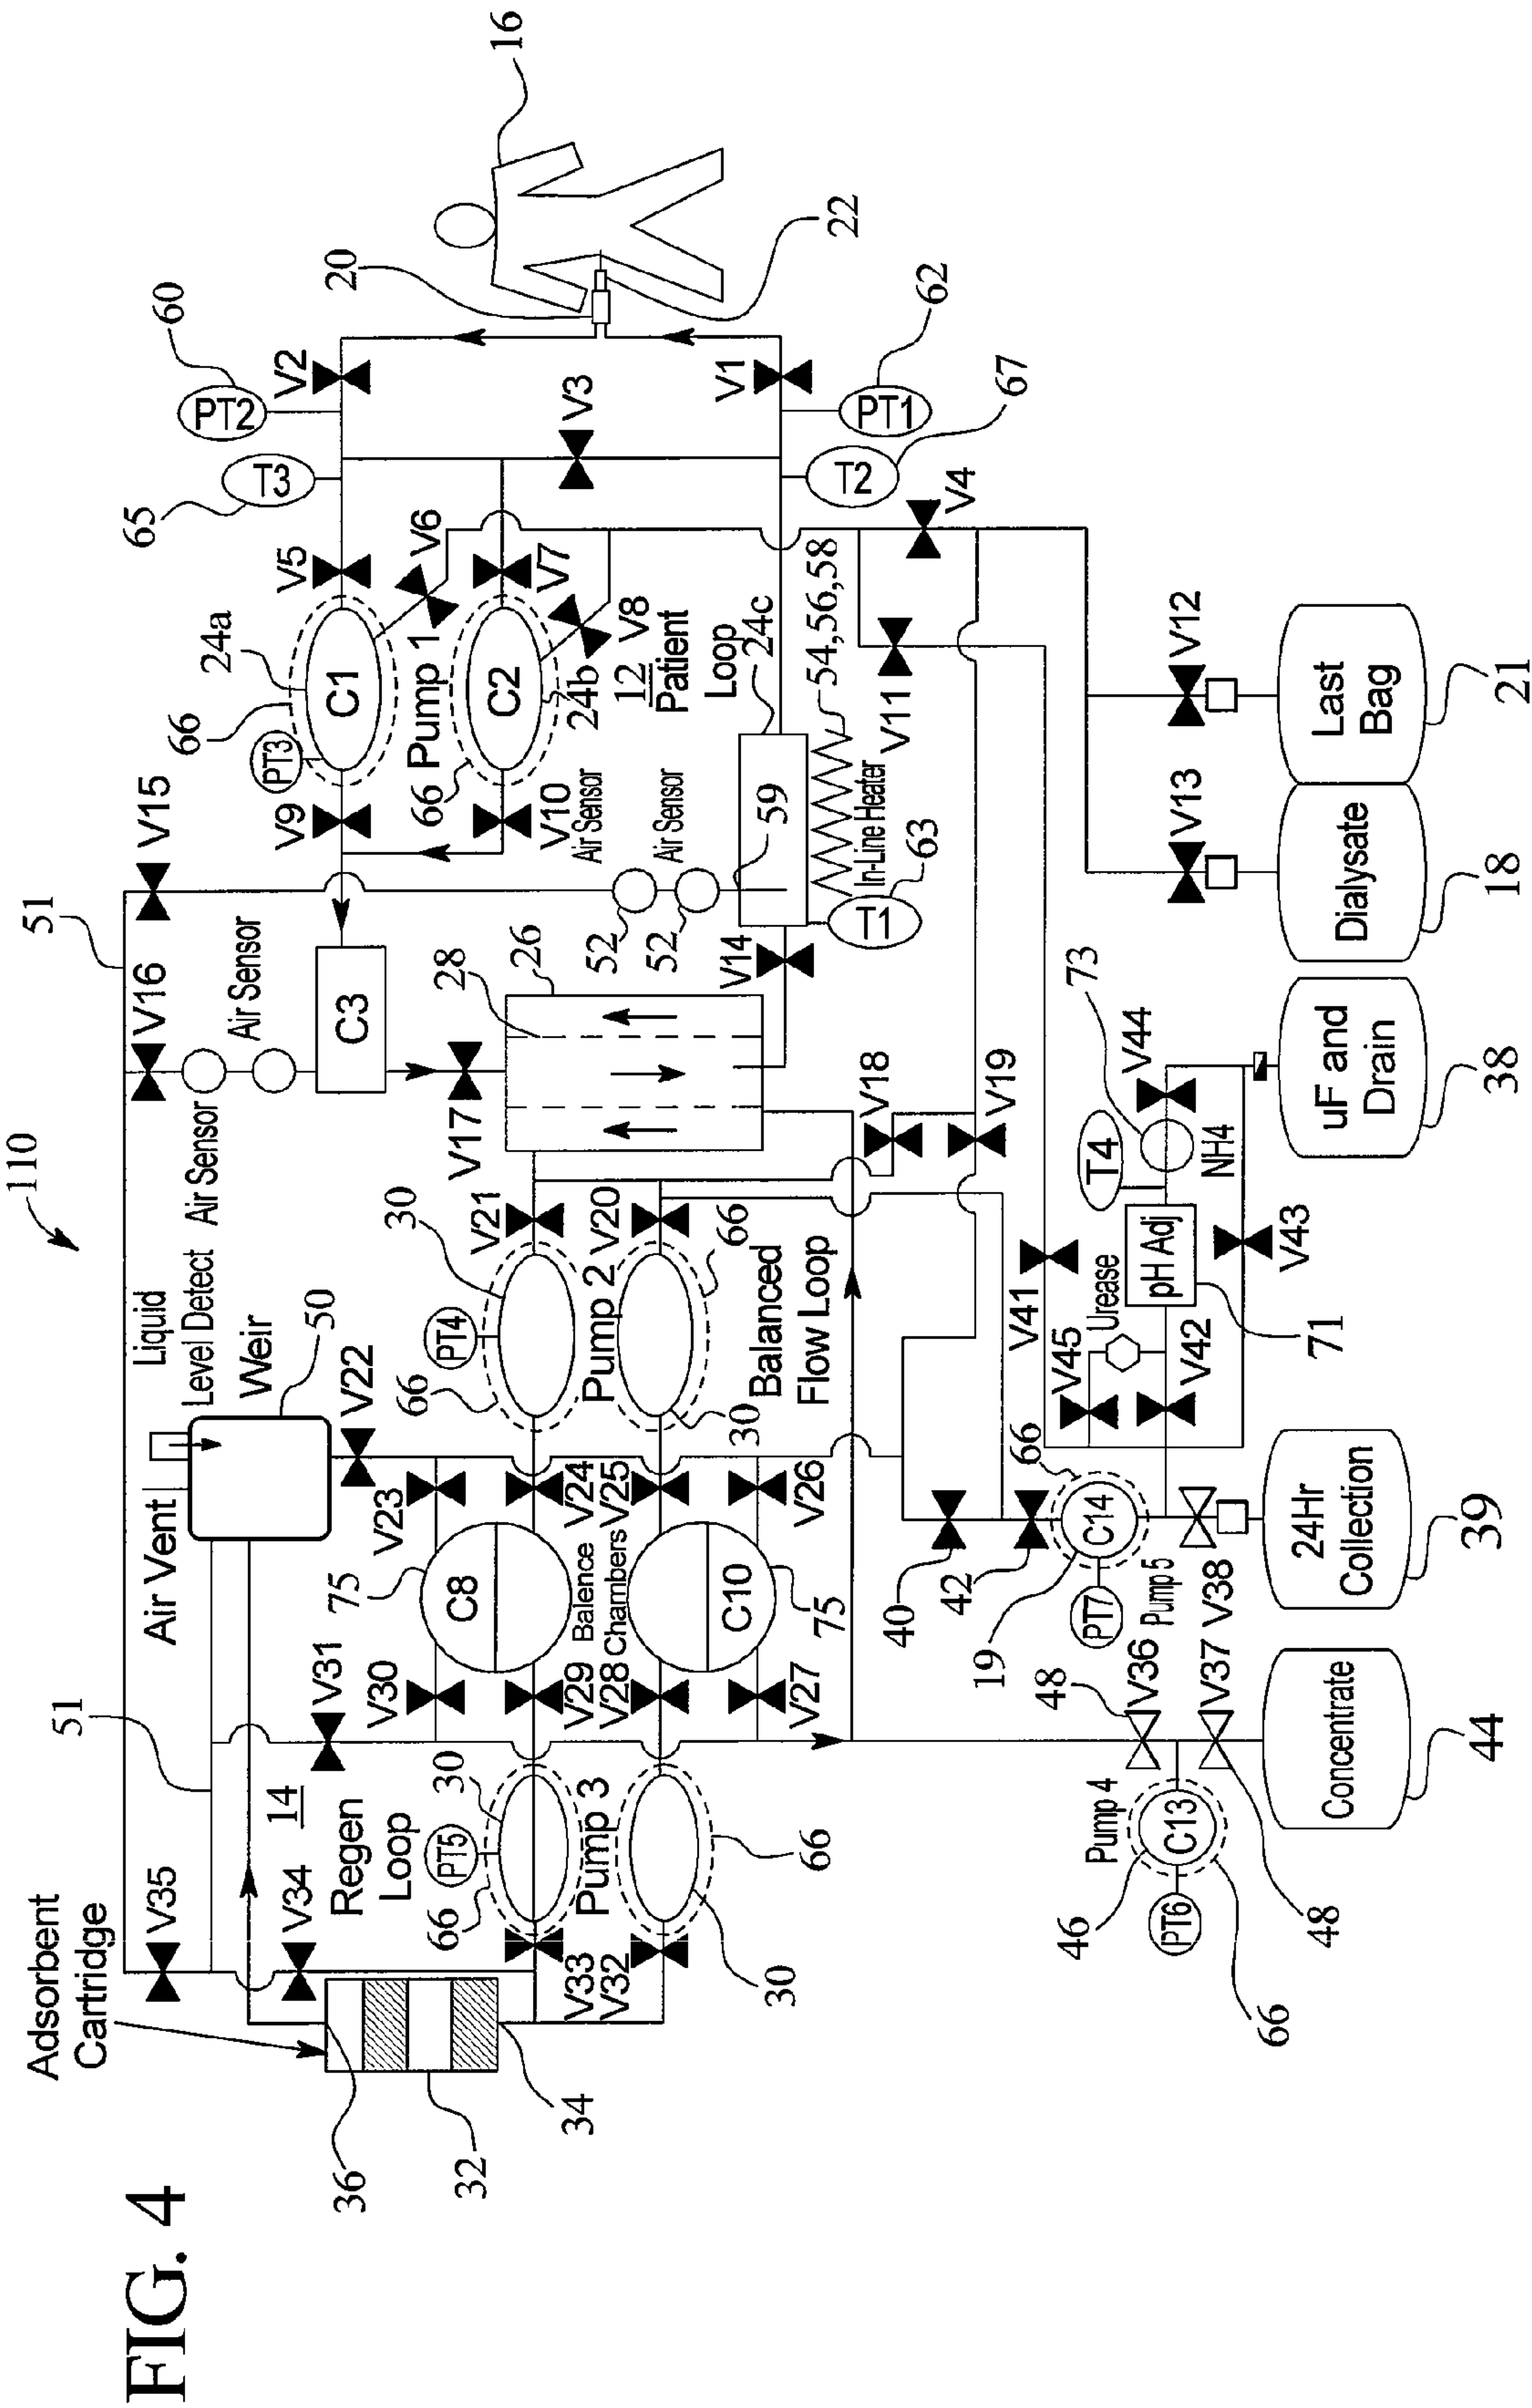 FIG. 4
110
Adsorbent
Cartridge
36
32
34
V35
V34
51
14
Regen
Loop
V31
Air Vent
Weir
50
Liquid
Level Detect
Air Sensor
V22
V16
Air Sensor
51
V15
C3
V17
28
26
V14
52
52
Air Sensor
Air Sensor
59
V9
V10
PT3
66
24a
C1
Pump 1
C2
66
24b
V5
V6
V7
V8
12
Patient
Loop
24c
54,56,58
In-Line Heater
T1
63
65
T3
60
PT2
V2
V3
V1
PT1
62
T2
67
20
22
16
V4
V11
V12
V13
Last
Bag
21
Dialysate
18
uF and
Drain
38
V18
V19
73
V44
T4
NH4
pH Adj
71
V43
V41
Urease
V45
V42
V21
V20
30
PT4
66
Pump 2
66
30
Balanced
Flow Loop
V23
V24
V25
V26
75
C8
Balence
Chambers
C10
75
V30
V29
V28
V27
30
PT5
66
Pump 3
66
30
V33
V32
40
42
66
C14
19
PT7
Pump 5
V38
24Hr
Collection
39
48
V36
V37
48
Pump 4
C13
46
PT6
66
Concentrate
44